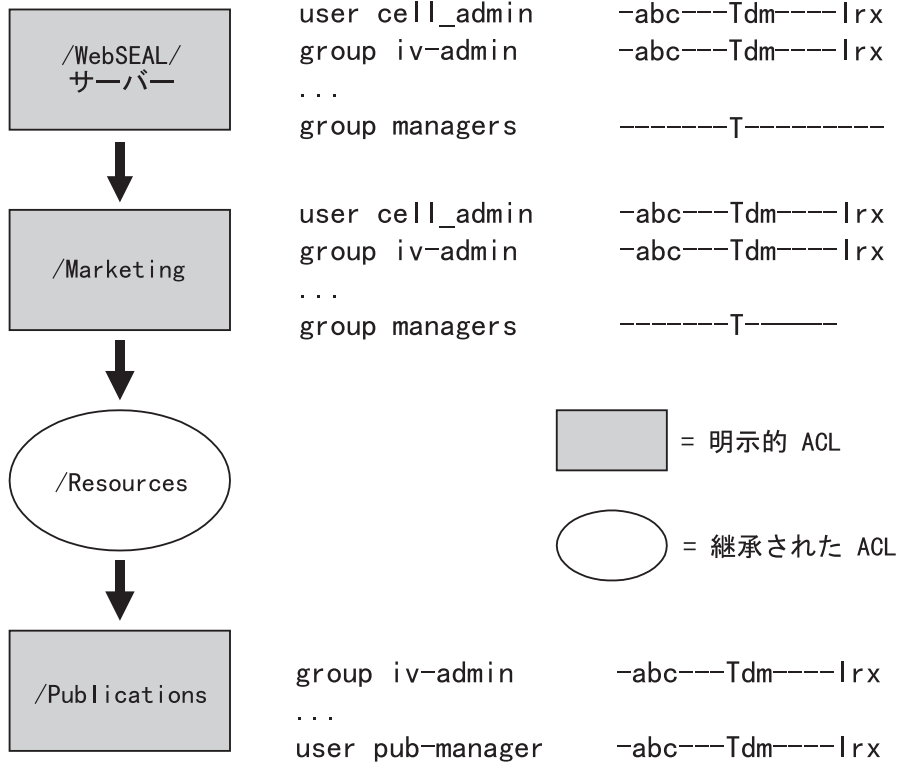 /WebSEAL/
サーバー
user cell_admin -abc---Tdm----lrx
group iv-admin -abc---Tdm----lrx
...
group managers -------T---------
/Marketing
user cell_admin -abc---Tdm----lrx
group iv-admin -abc---Tdm----lrx
...
group managers -------T------
/Resources
= 明示的 ACL
= 継承された ACL
/Publications
group iv-admin -abc---Tdm----lrx
...
user pub-manager -abc---Tdm----lrx